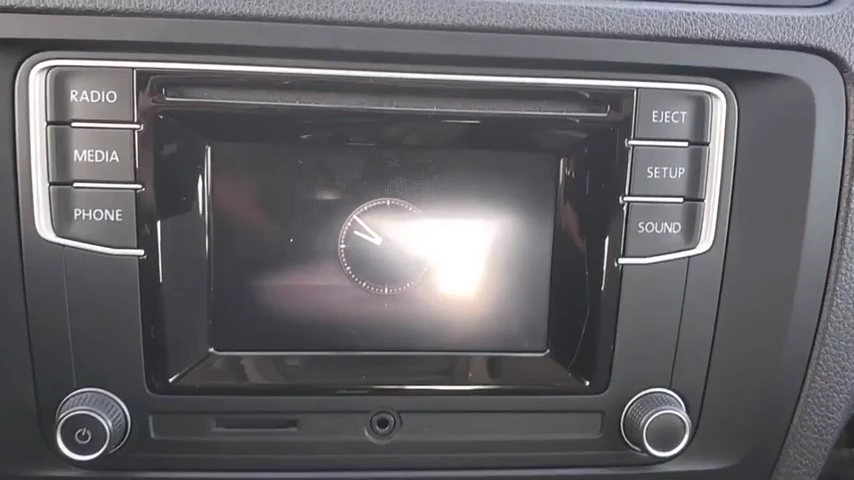 RADIO
MEDIA
PHONE
EJECT
SETUP
SOUND